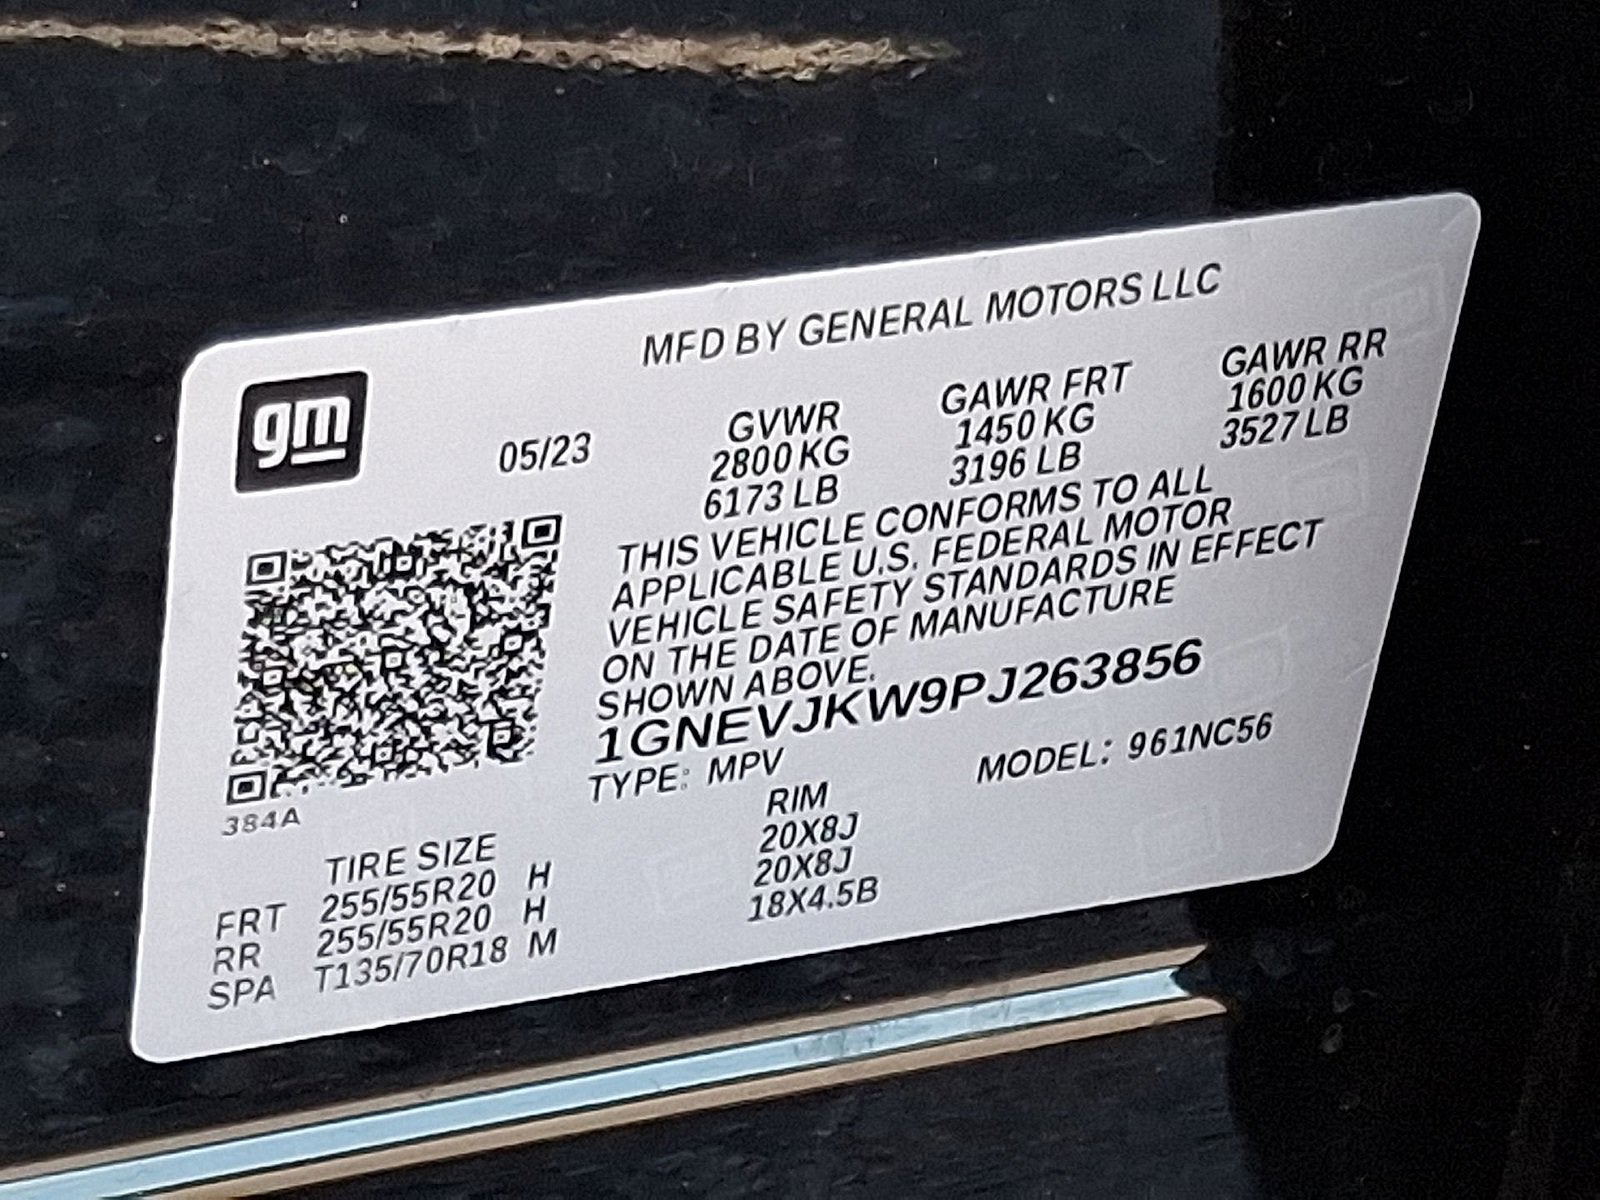 MFD BY GENERAL MOTORS LLC
gm
05/23
GVWR
2800 KG
6173 LB
GAWR FRT
1450 KG
3196 LB
GAWR RR
1600 KG
3527 LB
THIS VEHICLE CONFORMS TO ALL
APPLICABLE U.S. FEDERAL MOTOR
VEHICLE SAFETY STANDARDS IN EFFECT
ON THE DATE OF MANUFACTURE
SHOWN ABOVE.
1GNEVJKW9PJ263856
TYPE: MPV
MODEL: 961NC56
384A
TIRE SIZE RIM
FRT 255/55R20 H 20X8J
RR 255/55R20 H 20X8J
SPA T135/70R18 M 18X4.5B